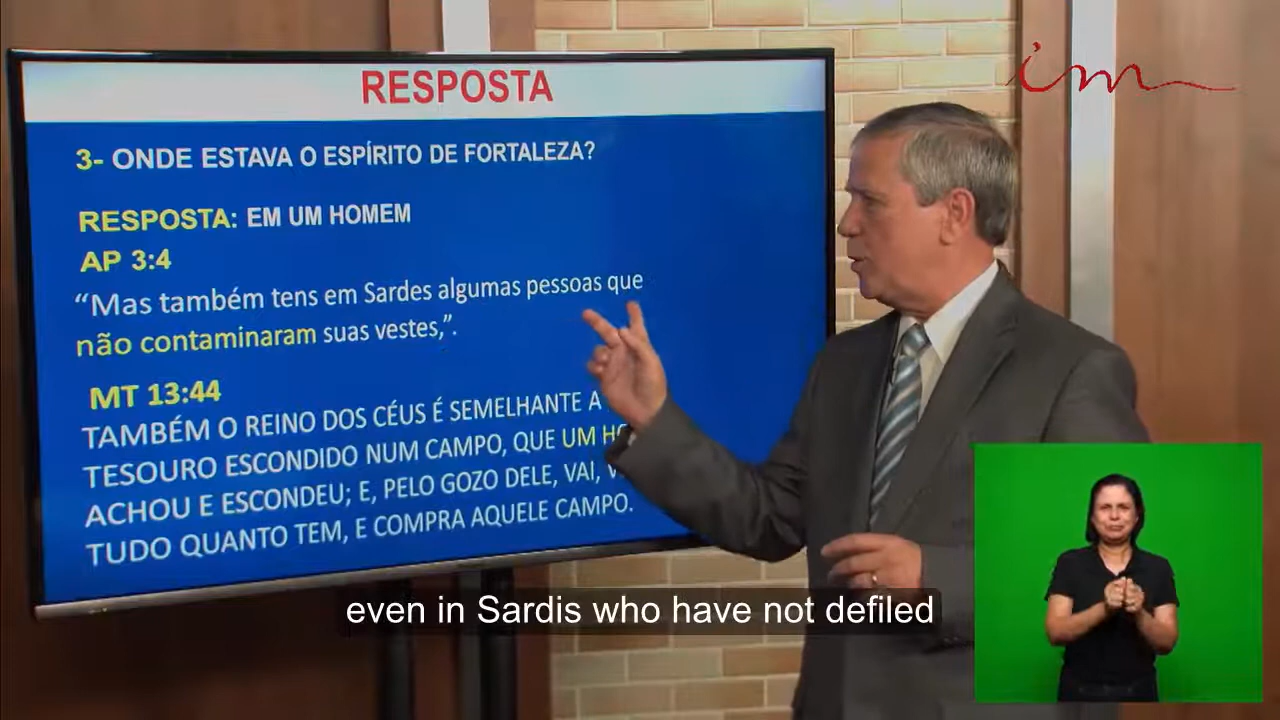 RESPOSTA
im
3- ONDE ESTAVA O ESPÍRITO DE FORTALEZA?
RESPOSTA: EM UM HOMEM
AP 3:4
“Mas também tens em Sardes algumas pessoas que
não contaminaram suas vestes,”.
MT 13:44
TAMBÉM O REINO DOS CÉUS É SEMELHANTE A
TESOURO ESCONDIDO NUM CAMPO, QUE UM
ACHOU E ESCONDEU; E, PELO GOZO DELE, VAI,
TUDO QUANTO TEM, E COMPRA AQUELE CAMPO.
even in Sardis who have not defiled